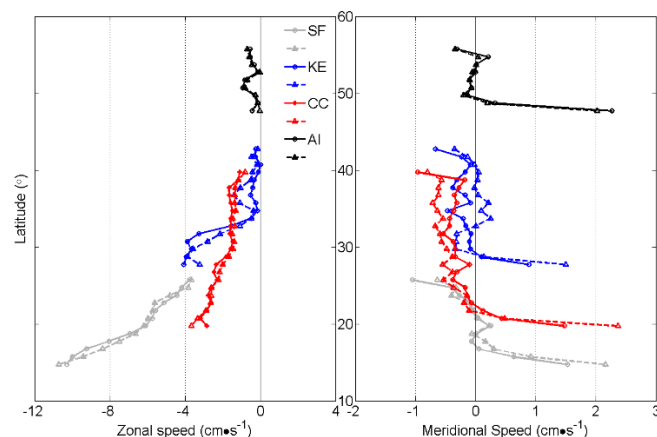 SF
KE
CC
AI
Latitude (°)
60
50
40
30
20
10
-12
-8
-4
0
-2
-1
0
1
2
3
Zonal speed (cm•s⁻¹)
Meridional Speed (cm•s⁻¹)